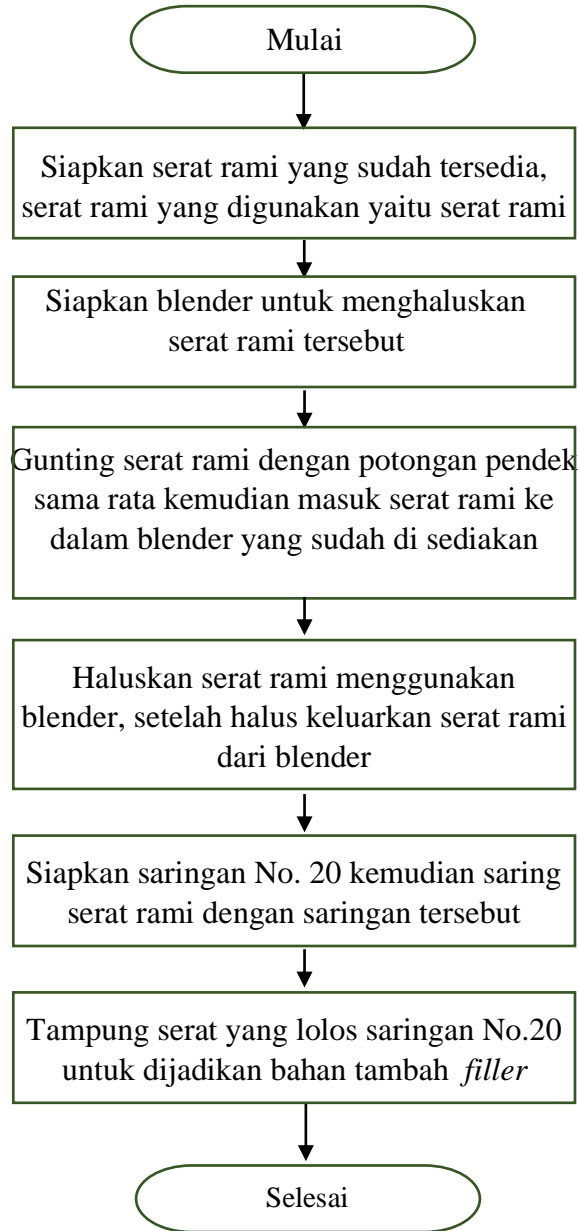 Mulai
Siapkan serat rami yang sudah tersedia,
serat rami yang digunakan yaitu serat rami
Siapkan blender untuk menghaluskan
serat rami tersebut
Gunting serat rami dengan potongan pendek
sama rata kemudian masuk serat rami ke
dalam blender yang sudah di sediakan
Haluskan serat rami menggunakan
blender, setelah halus keluarkan serat rami
dari blender
Siapkan saringan No. 20 kemudian saring
serat rami dengan saringan tersebut
Tampung serat yang lolos saringan No.20
untuk dijadikan bahan tambah filler
Selesai